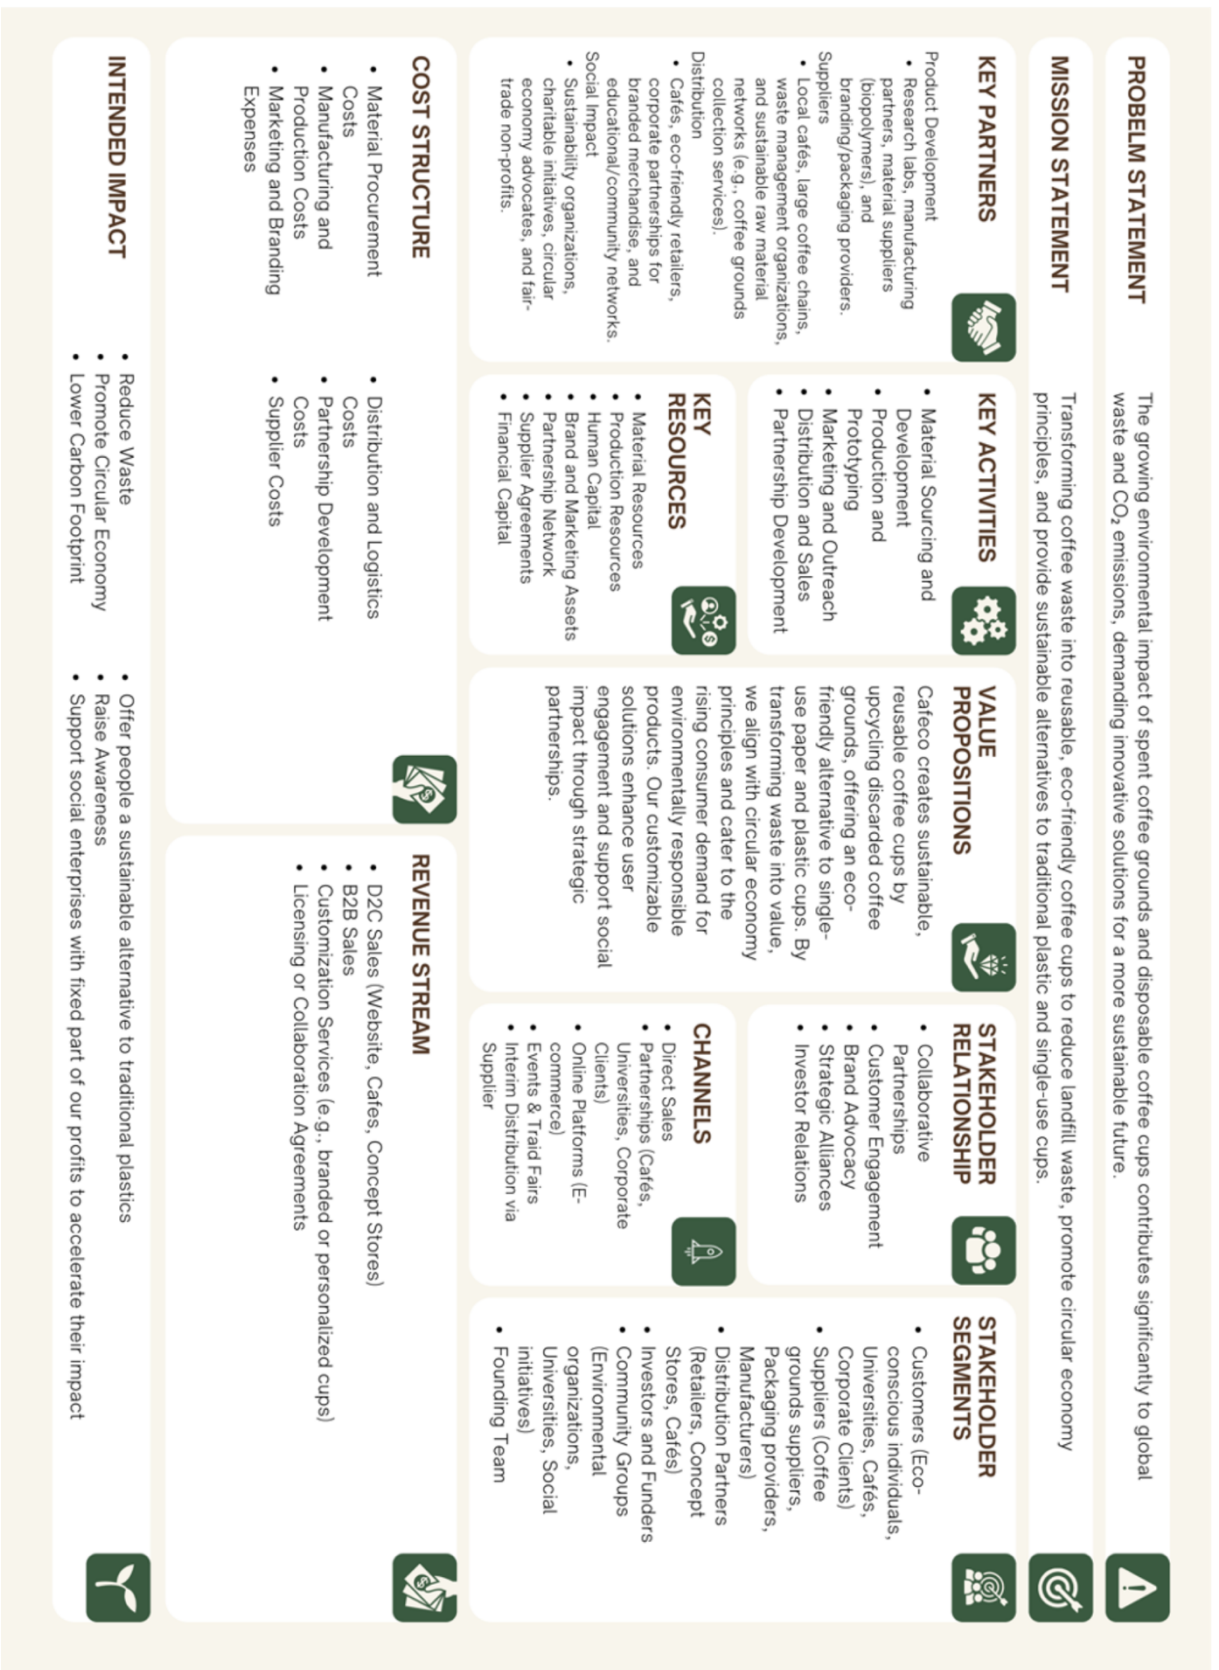 PROBELM STATEMENT
The growing environmental impact of spent coffee grounds and disposable coffee cups contributes significantly to global
waste and CO₂ emissions, demanding innovative solutions for a more sustainable future.
MISSION STATEMENT
Transforming coffee waste into reusable, eco-friendly coffee cups to reduce landfill waste, promote circular economy
principles, and provide sustainable alternatives to traditional plastic and single-use cups.
KEY PARTNERS
Product Development
• Research labs, manufacturing
partners, material suppliers
(biopolymers), and
branding/packaging providers.
Suppliers
• Local cafés, large coffee chains,
waste management organizations,
and sustainable raw material
networks (e.g., coffee grounds
collection services).
Distribution
• Cafés, eco-friendly retailers,
corporate partnerships for
branded merchandise, and
educational/community networks.
Social Impact
• Sustainability organizations,
charitable initiatives, circular
economy advocates, and fair-
trade non-profits.
KEY ACTIVITIES
• Material Sourcing and
Development
• Production and
Prototyping
• Marketing and Outreach
• Distribution and Sales
• Partnership Development
KEY
RESOURCES
• Material Resources
• Production Resources
• Human Capital
• Brand and Marketing Assets
• Partnership Network
• Supplier Agreements
• Financial Capital
VALUE
PROPOSITIONS
Cafeco creates sustainable,
reusable coffee cups by
upcycling discarded coffee
grounds, offering an eco-
friendly alternative to single-
use paper and plastic cups. By
transforming waste into value,
we align with circular economy
principles and cater to the
rising consumer demand for
environmentally responsible
products. Our customizable
solutions enhance user
engagement and support social
impact through strategic
partnerships.
STAKEHOLDER
RELATIONSHIP
• Collaborative
Partnerships
• Customer Engagement
• Brand Advocacy
• Strategic Alliances
• Investor Relations
CHANNELS
• Direct Sales
• Partnerships (Cafés,
Universities, Corporate
Clients)
• Online Platforms (E-
commerce)
• Events & Traid Fairs
• Interim Distribution via
Supplier
STAKEHOLDER
SEGMENTS
• Customers (Eco-
conscious individuals,
Universities, Cafés,
Corporate Clients)
• Suppliers (Coffee
grounds suppliers,
Packaging providers,
Manufacturers)
• Distribution Partners
(Retailers, Concept
Stores, Cafés)
• Investors and Funders
• Community Groups
(Environmental
organizations,
Universities, Social
initiatives)
• Founding Team
COST STRUCTURE
• Material Procurement
Costs
• Manufacturing and
Production Costs
• Marketing and Branding
Expenses
• Distribution and Logistics
Costs
• Partnership Development
Costs
• Supplier Costs
REVENUE STREAM
• D2C Sales (Website, Cafes, Concept Stores)
• B2B Sales
• Customization Services (e.g., branded or personalized cups)
• Licensing or Collaboration Agreements
INTENDED IMPACT
• Reduce Waste
• Promote Circular Economy
• Lower Carbon Footprint
• Offer people a sustainable alternative to traditional plastics
• Raise Awareness
• Support social enterprises with fixed part of our profits to accelerate their impact